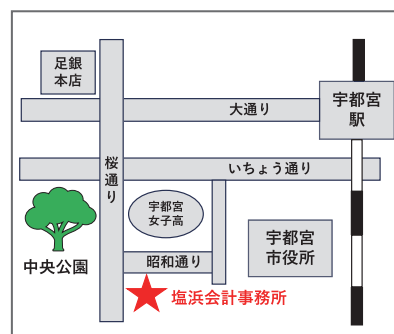 足銀
本店
大通り
宇都宮
駅
桜通り
いちょう通り
宇都宮
女子高
宇都宮
市役所
中央公園
昭和通り
塩浜会計事務所